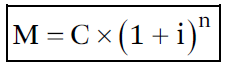 M = C × (1 + i)ⁿ